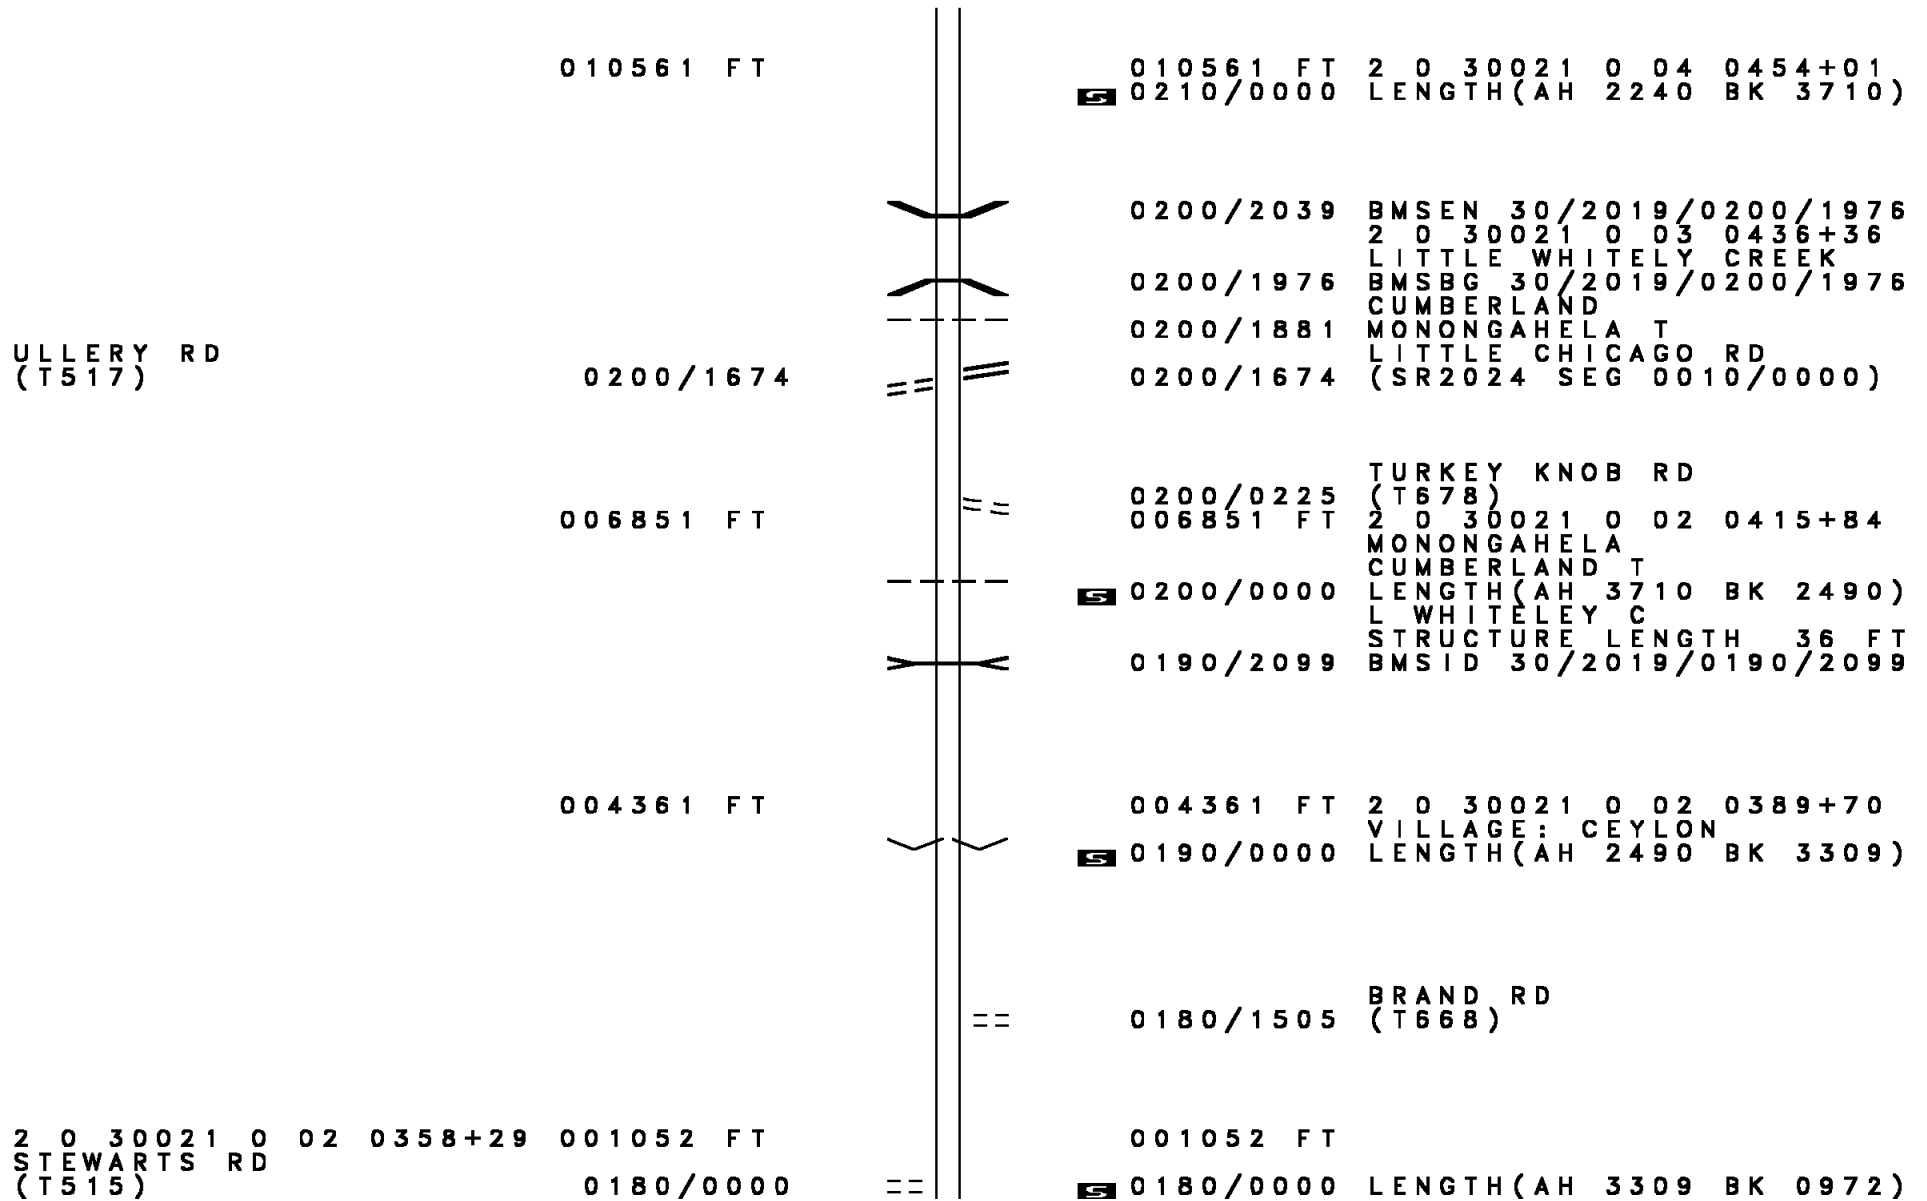 010561 FT 010561 FT 2 0 30021 0 04 0454+01
S 0210/0000 LENGTH(AH 2240 BK 3710)
0200/2039 BMSEN 30/2019/0200/1976
2 0 30021 0 03 0436+36
LITTLE WHITELY CREEK
0200/1976 BMSBG 30/2019/0200/1976
CUMBERLAND
0200/1881 MONONGAHELA T
ULLERY RD LITTLE CHICAGO RD
(T517) 0200/1674 0200/1674 (SR2024 SEG 0010/0000)
TURKEY KNOB RD
0200/0225 (T678)
006851 FT 006851 FT 2 0 30021 0 02 0415+84
MONONGAHELA
CUMBERLAND T
S 0200/0000 LENGTH(AH 3710 BK 2490)
L WHITELEY C
STRUCTURE LENGTH 36 FT
0190/2099 BMSID 30/2019/0190/2099
004361 FT 004361 FT 2 0 30021 0 02 0389+70
VILLAGE: CEYLON
S 0190/0000 LENGTH(AH 2490 BK 3309)
BRAND RD
0180/1505 (T668)
2 0 30021 0 02 0358+29 001052 FT 001052 FT
STEWARTS RD
(T515) 0180/0000 S 0180/0000 LENGTH(AH 3309 BK 0972)